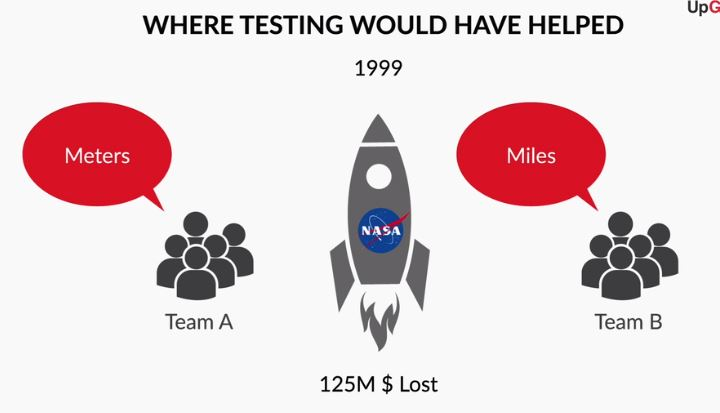 UpG
WHERE TESTING WOULD HAVE HELPED
1999
Meters
Miles
NASA
Team A
Team B
125M $ Lost